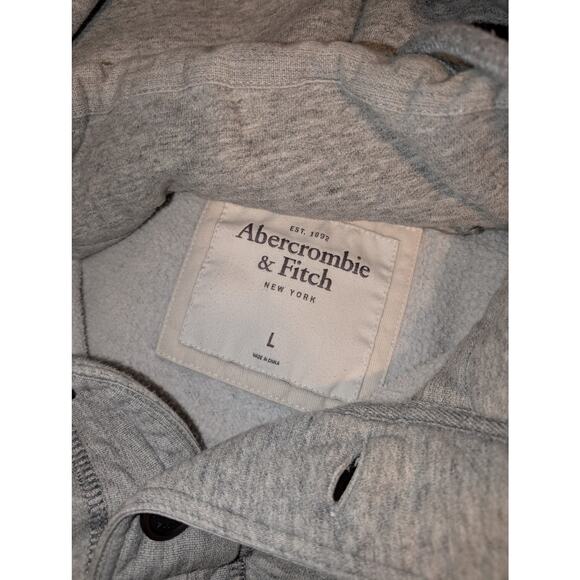 EST. 1892
Abercrombie
& Fitch
NEW YORK
L
MADE IN CHINA